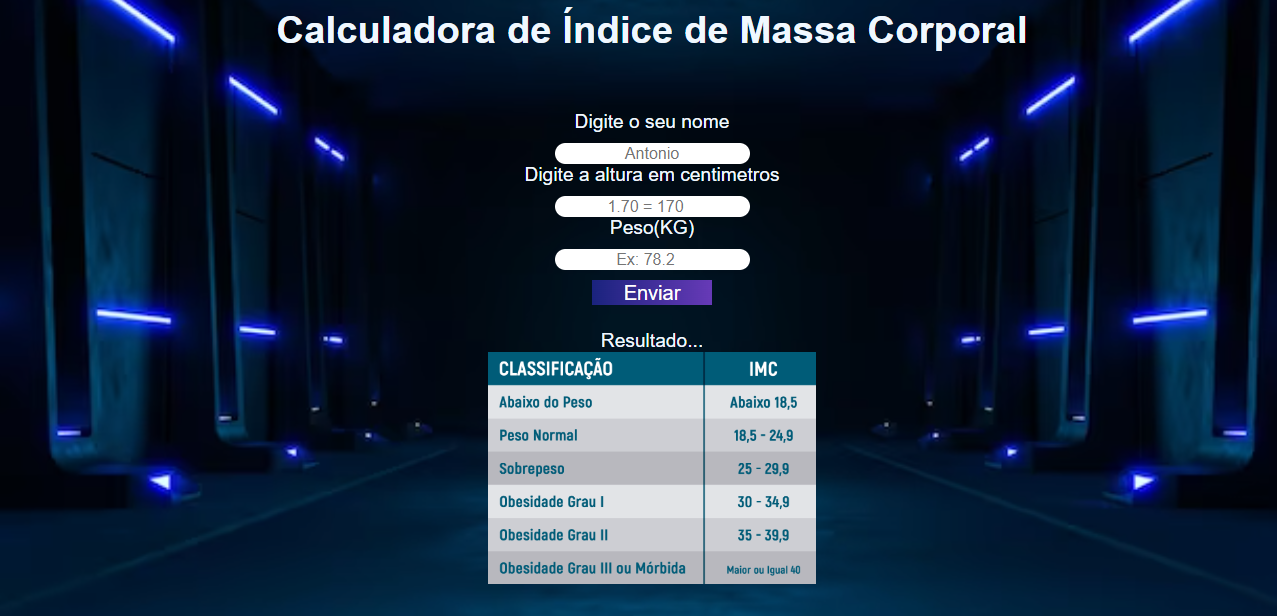 Calculadora de Índice de Massa Corporal
Digite o seu nome
Antonio
Digite a altura em centimetros
1.70 = 170
Peso(KG)
Ex: 78.2
Enviar
Resultado...
CLASSIFICAÇÃO IMC
Abaixo do Peso Abaixo 18,5
Peso Normal 18,5 - 24,9
Sobrepeso 25 - 29,9
Obesidade Grau I 30 - 34,9
Obesidade Grau II 35 - 39,9
Obesidade Grau III ou Mórbida Maior ou Igual 40